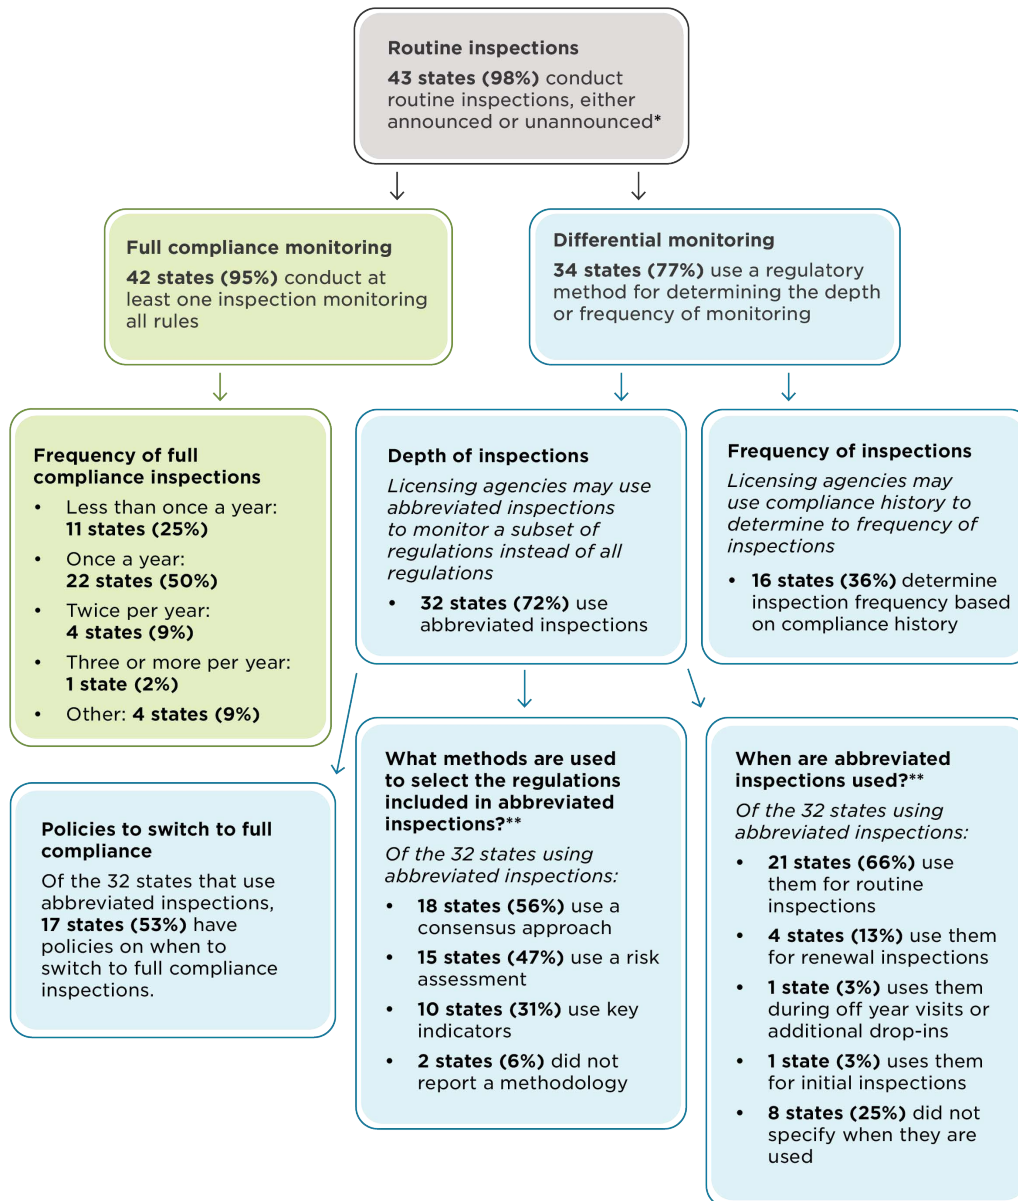 Routine inspections
43 states (98%) conduct
routine inspections, either
announced or unannounced*
Full compliance monitoring
42 states (95%) conduct at
least one inspection monitoring
all rules
Differential monitoring
34 states (77%) use a regulatory
method for determining the depth
or frequency of monitoring
Frequency of full
compliance inspections
• Less than once a year:
11 states (25%)
• Once a year:
22 states (50%)
• Twice per year:
4 states (9%)
• Three or more per year:
1 state (2%)
• Other: 4 states (9%)
Depth of inspections
Licensing agencies may use
abbreviated inspections
to monitor a subset of
regulations instead of all
regulations
• 32 states (72%) use
abbreviated inspections
Frequency of inspections
Licensing agencies may
use compliance history to
determine to frequency of
inspections
• 16 states (36%) determine
inspection frequency based
on compliance history
Policies to switch to full
compliance
Of the 32 states that use
abbreviated inspections,
17 states (53%) have
policies on when to
switch to full compliance
inspections.
What methods are used
to select the regulations
included in abbreviated
inspections?**
Of the 32 states using
abbreviated inspections:
• 18 states (56%) use a
consensus approach
• 15 states (47%) use a risk
assessment
• 10 states (31%) use key
indicators
• 2 states (6%) did not
report a methodology
When are abbreviated
inspections used?**
Of the 32 states using
abbreviated inspections:
• 21 states (66%) use
them for routine
inspections
• 4 states (13%) use them
for renewal inspections
• 1 state (3%) uses them
during off year visits or
additional drop-ins
• 1 state (3%) uses them
for initial inspections
• 8 states (25%) did not
specify when they are
used